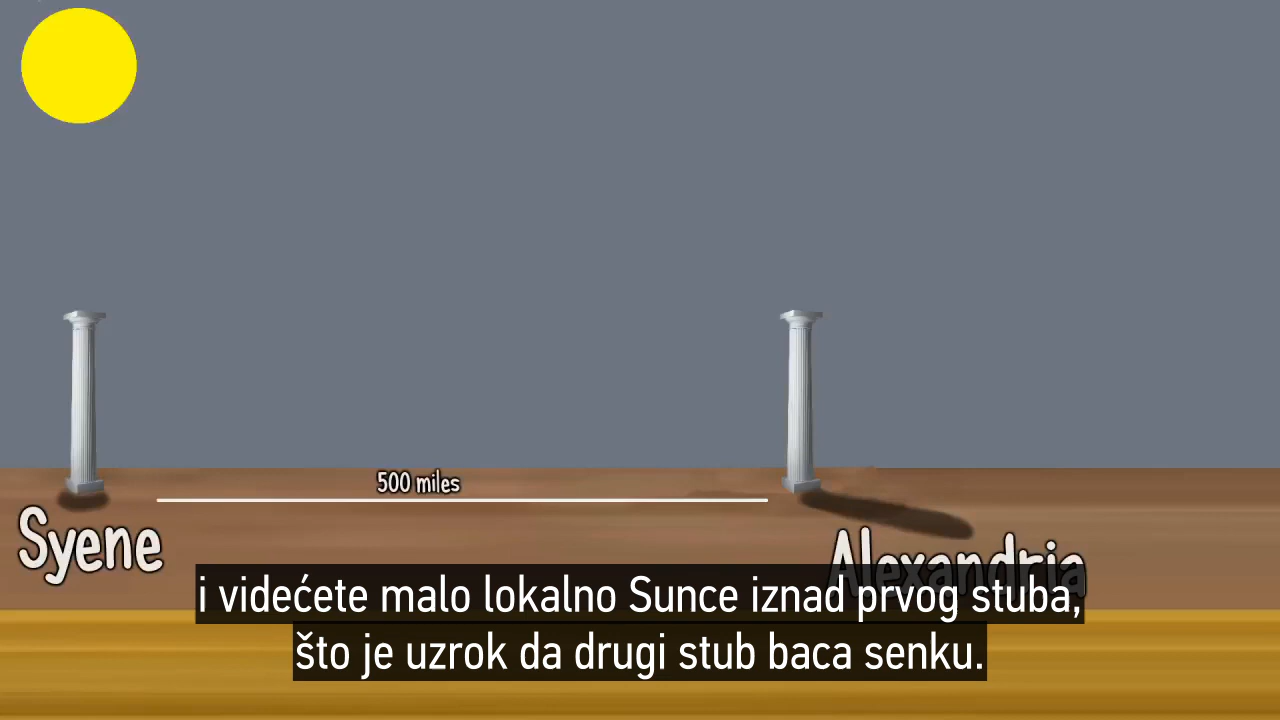 500 miles
Syene
Alexandria
i videćete malo lokalno Sunce iznad prvog stuba,
što je uzrok da drugi stub baca senku.